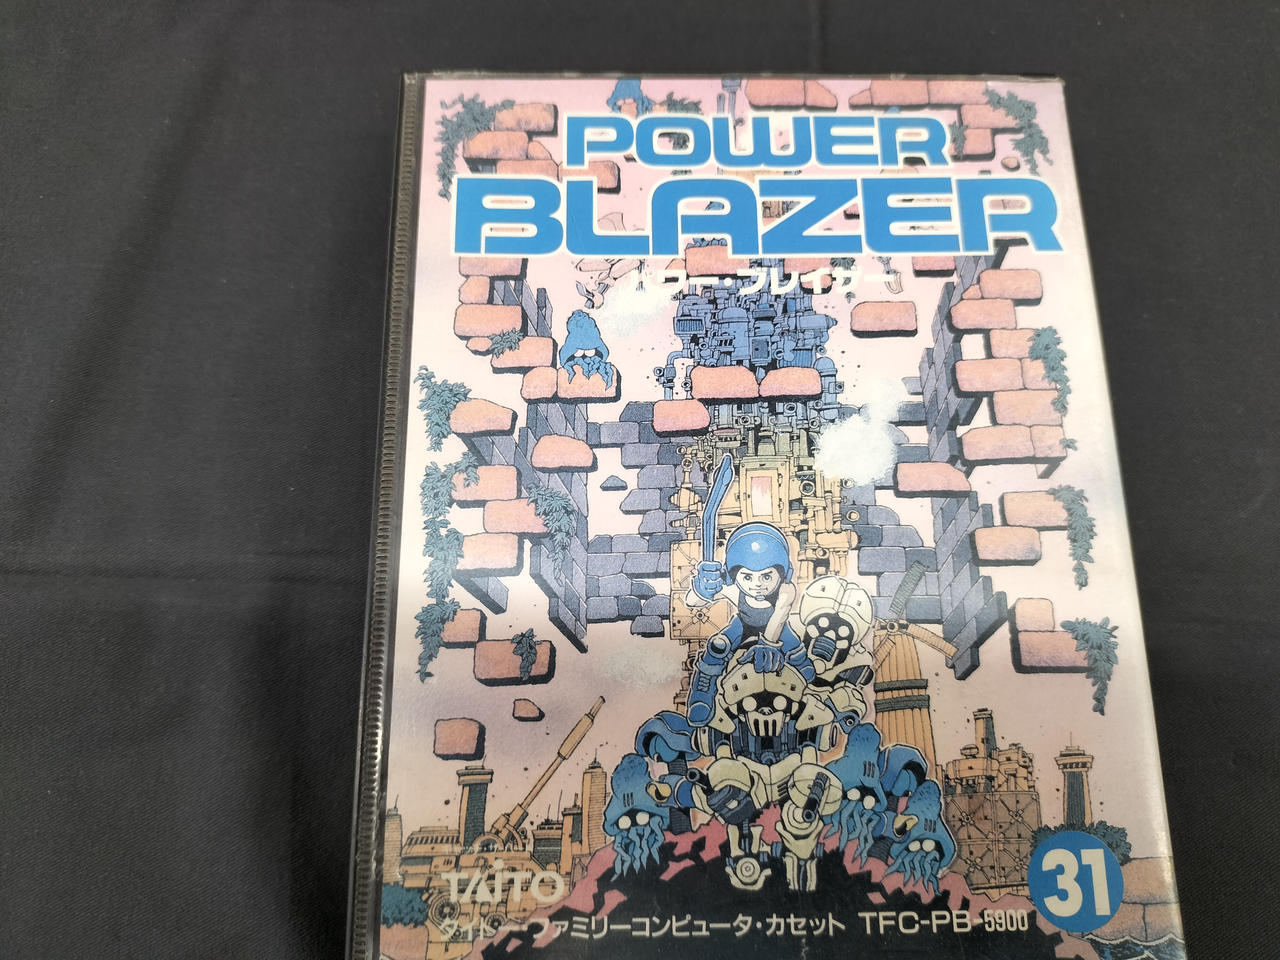 POWER
BLAZER
パワー・ブレイザー
31
TAITO
タイトー ファミリーコンピュータ・カセット TFC-PB-5900